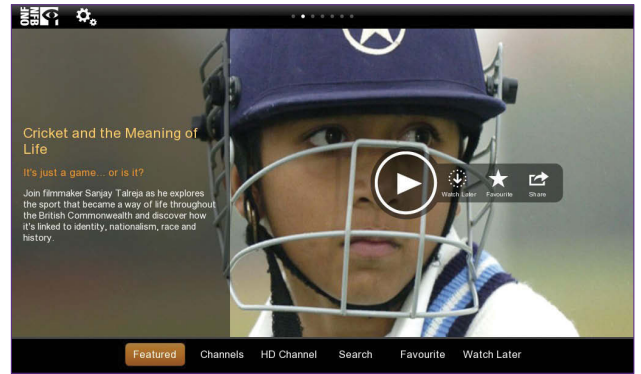 NFB
ONF
Cricket and the Meaning of
Life
It's just a game... or is it?
Join filmmaker Sanjay Talreja as he explores
the sport that became a way of life throughout
the British Commonwealth and discover how
it's linked to identity, nationalism, race and
history.
Watch Later Favourite Share
Featured Channels HD Channel Search Favourite Watch Later